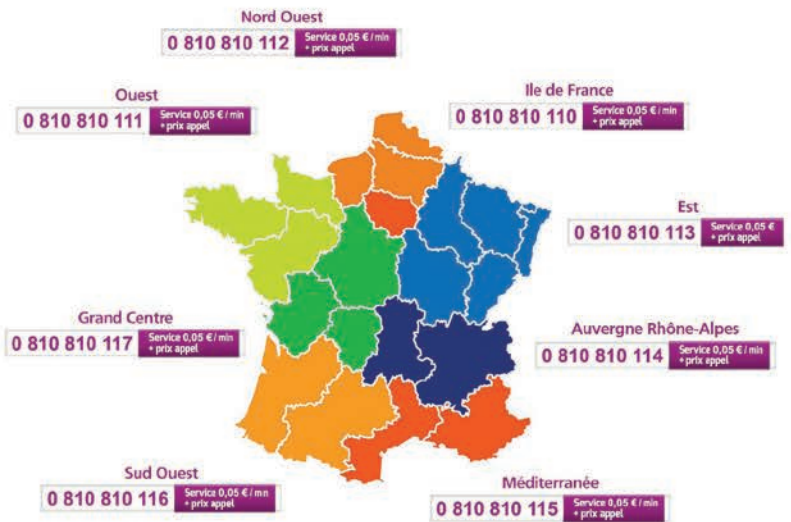 Nord Ouest
0 810 810 112 Service 0,05 € / min
+ prix appel
Ouest
0 810 810 111 Service 0,05 € / min
+ prix appel
Ile de France
0 810 810 110 Service 0,05 € / min
+ prix appel
Est
0 810 810 113 Service 0,05 €
+ prix appel
Grand Centre
0 810 810 117 Service 0,05 € / min
+ prix appel
Auvergne Rhône-Alpes
0 810 810 114 Service 0,05 € / min
+ prix appel
Sud Ouest
0 810 810 116 Service 0,05 € / mn
+ prix appel
Méditerranée
0 810 810 115 Service 0,05 € / mn
+ prix appel